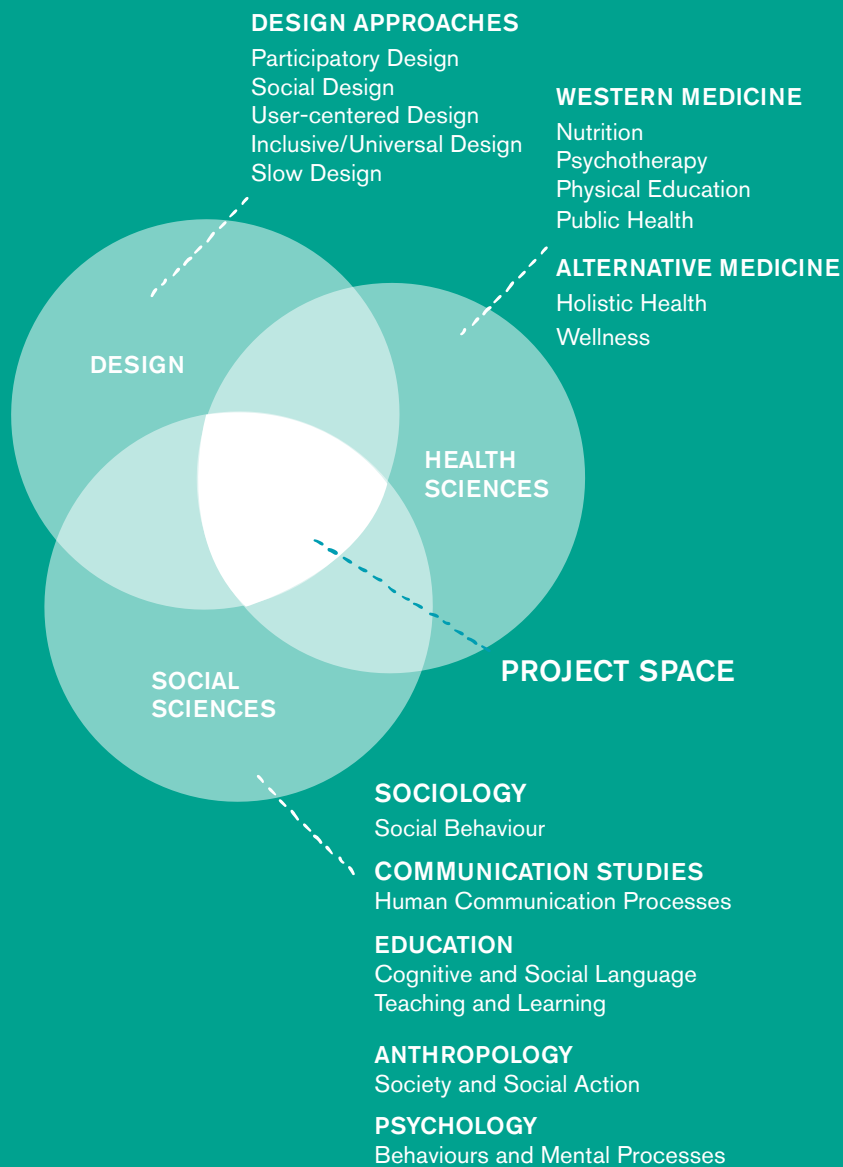 DESIGN APPROACHES
Participatory Design
Social Design
User-centered Design
Inclusive/Universal Design
Slow Design
WESTERN MEDICINE
Nutrition
Psychotherapy
Physical Education
Public Health
ALTERNATIVE MEDICINE
Holistic Health
Wellness
DESIGN
HEALTH
SCIENCES
PROJECT SPACE
SOCIAL
SCIENCES
SOCIOLOGY
Social Behaviour
COMMUNICATION STUDIES
Human Communication Processes
EDUCATION
Cognitive and Social Language
Teaching and Learning
ANTHROPOLOGY
Society and Social Action
PSYCHOLOGY
Behaviours and Mental Processes